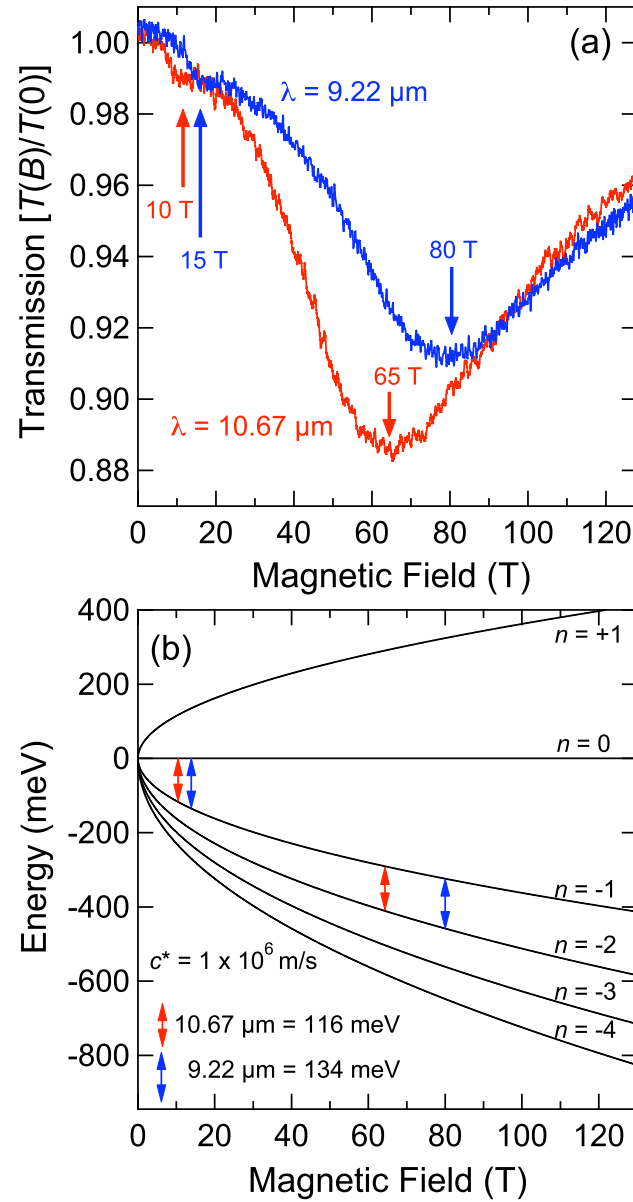 (a)
1.00
0.98
0.96
0.94
0.92
0.90
0.88
Transmission [T(B)/T(0)]
λ = 9.22 μm
10 T
15 T
80 T
65 T
λ = 10.67 μm
0 20 40 60 80 100 120
Magnetic Field (T)
(b)
400
200
0
-200
-400
-600
-800
Energy (meV)
n = +1
n = 0
n = -1
n = -2
n = -3
n = -4
c* = 1 x 10⁶ m/s
10.67 μm = 116 meV
9.22 μm = 134 meV
0 20 40 60 80 100 120
Magnetic Field (T)